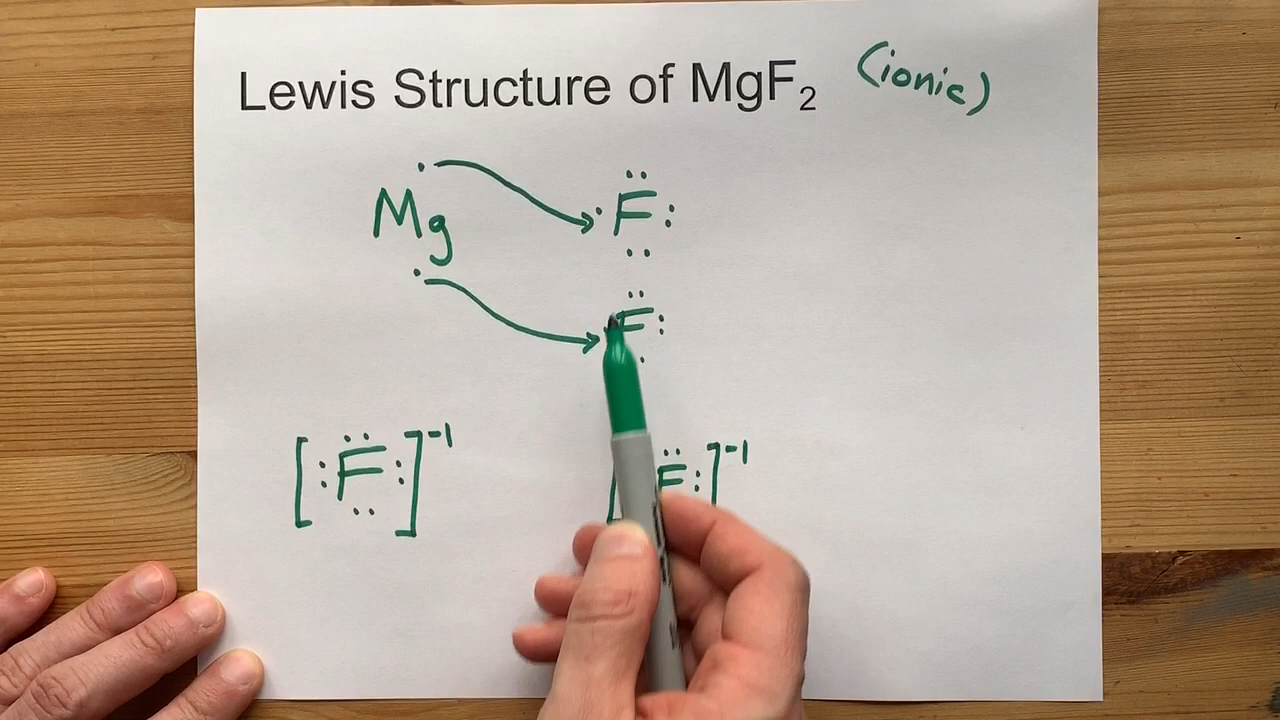 Lewis Structure of MgF₂ (ionic)
Mg F
F
[F]⁻¹ [F]⁻¹